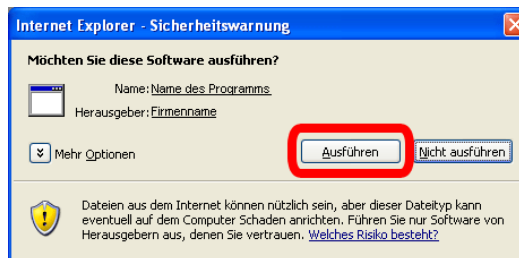 Internet Explorer - Sicherheitswarnung
Möchten Sie diese Software ausführen?
Name: Name des Programms
Herausgeber: Firmenname
Mehr Optionen
Ausführen
Nicht ausführen
Dateien aus dem Internet können nützlich sein, aber dieser Dateityp kann
eventuell auf dem Computer Schaden anrichten. Führen Sie nur Software von
Herausgebern aus, denen Sie vertrauen. Welches Risiko besteht?